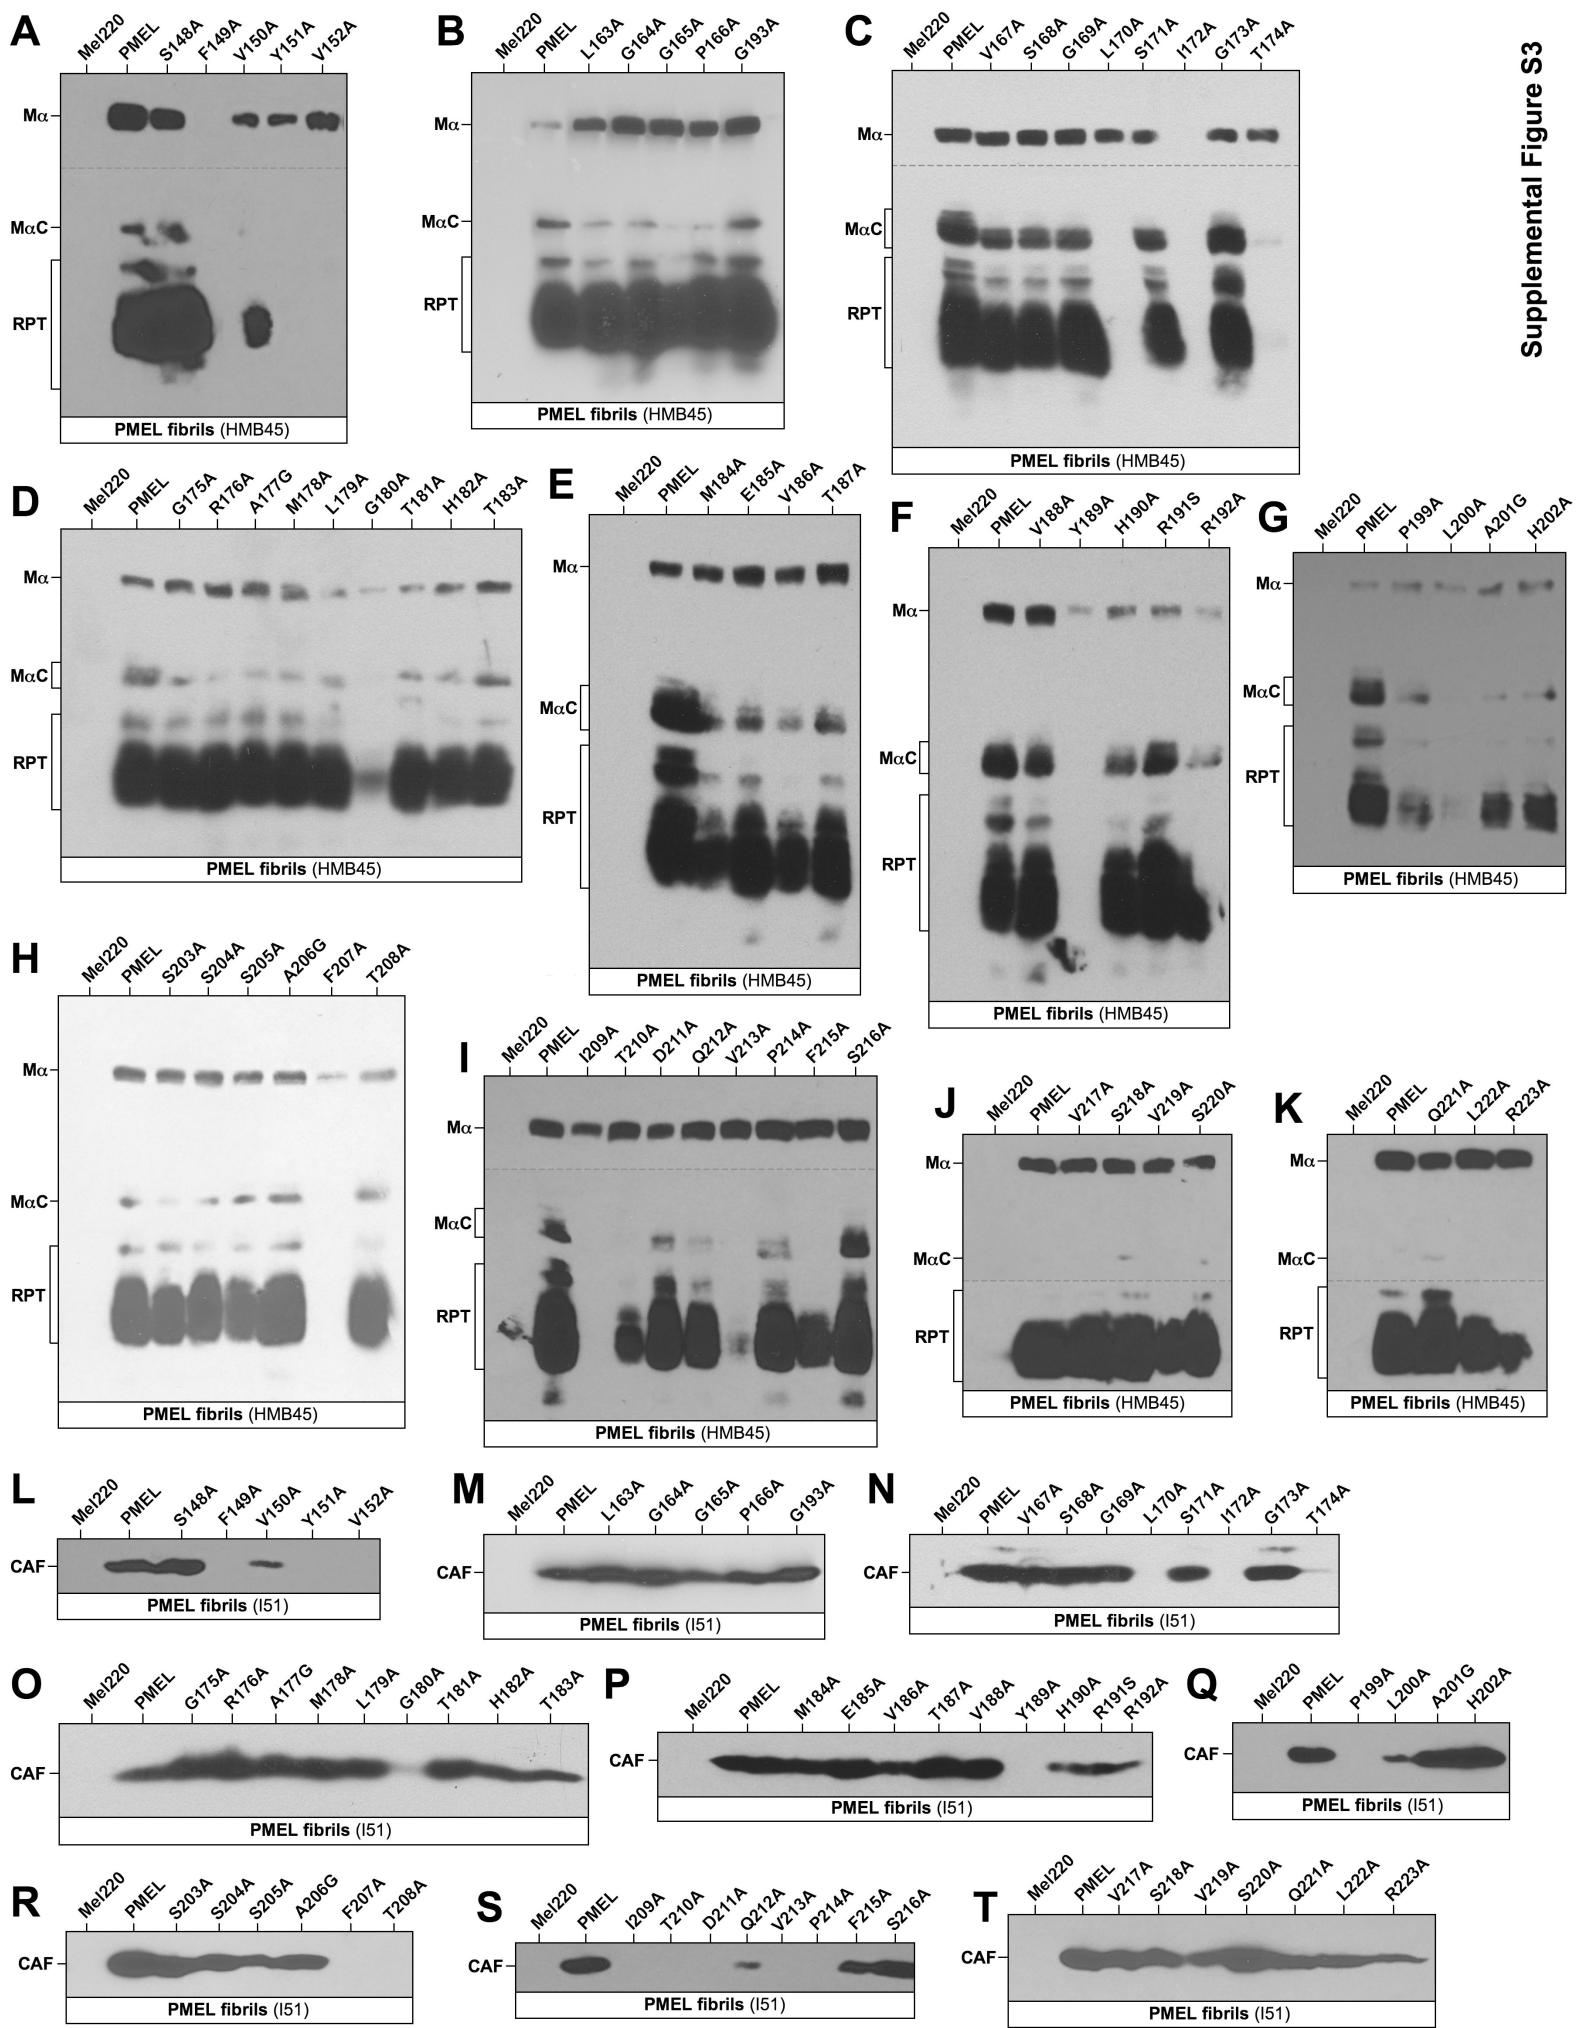 Supplemental Figure S3
A
Mel220 PMEL S148A F149A V150A Y151A V152A
Mα
MαC
RPT
PMEL fibrils (HMB45)
B
Mel220 PMEL L163A G164A G165A P166A G193A
Mα
MαC
RPT
PMEL fibrils (HMB45)
C
Mel220 PMEL V167A S168A G169A L170A S171A I172A G173A T174A
Mα
MαC
RPT
PMEL fibrils (HMB45)
D
Mel220 PMEL G175A R176A A177G M178A L179A G180A T181A H182A T183A
Mα
MαC
RPT
PMEL fibrils (HMB45)
E
Mel220 PMEL M184A E185A V186A T187A
Mα
MαC
RPT
PMEL fibrils (HMB45)
F
Mel220 PMEL V188A Y189A H190A R191S R192A
Mα
MαC
RPT
PMEL fibrils (HMB45)
G
Mel220 PMEL P199A L200A A201G H202A
Mα
MαC
RPT
PMEL fibrils (HMB45)
H
Mel220 PMEL S203A S204A S205A A206G F207A T208A
Mα
MαC
RPT
PMEL fibrils (HMB45)
I
Mel220 PMEL I209A T210A D211A Q212A V213A P214A F215A S216A
Mα
MαC
RPT
PMEL fibrils (HMB45)
J
Mel220 PMEL V217A S218A V219A S220A
Mα
MαC
RPT
PMEL fibrils (HMB45)
K
Mel220 PMEL Q221A L222A R223A
Mα
MαC
RPT
PMEL fibrils (HMB45)
L
Mel220 PMEL S148A F149A V150A Y151A V152A
CAF
PMEL fibrils (I51)
M
Mel220 PMEL L163A G164A G165A P166A G193A
CAF
PMEL fibrils (I51)
N
Mel220 PMEL V167A S168A G169A L170A S171A I172A G173A T174A
CAF
PMEL fibrils (I51)
O
Mel220 PMEL G175A R176A A177G M178A L179A G180A T181A H182A T183A
CAF
PMEL fibrils (I51)
P
Mel220 PMEL M184A E185A V186A T187A V188A Y189A H190A R191S R192A
CAF
PMEL fibrils (I51)
Q
Mel220 PMEL P199A L200A A201G H202A
CAF
PMEL fibrils (I51)
R
Mel220 PMEL S203A S204A S205A A206G F207A T208A
CAF
PMEL fibrils (I51)
S
Mel220 PMEL I209A T210A D211A Q212A V213A P214A F215A S216A
CAF
PMEL fibrils (I51)
T
Mel220 PMEL V217A S218A V219A S220A Q221A L222A R223A
CAF
PMEL fibrils (I51)